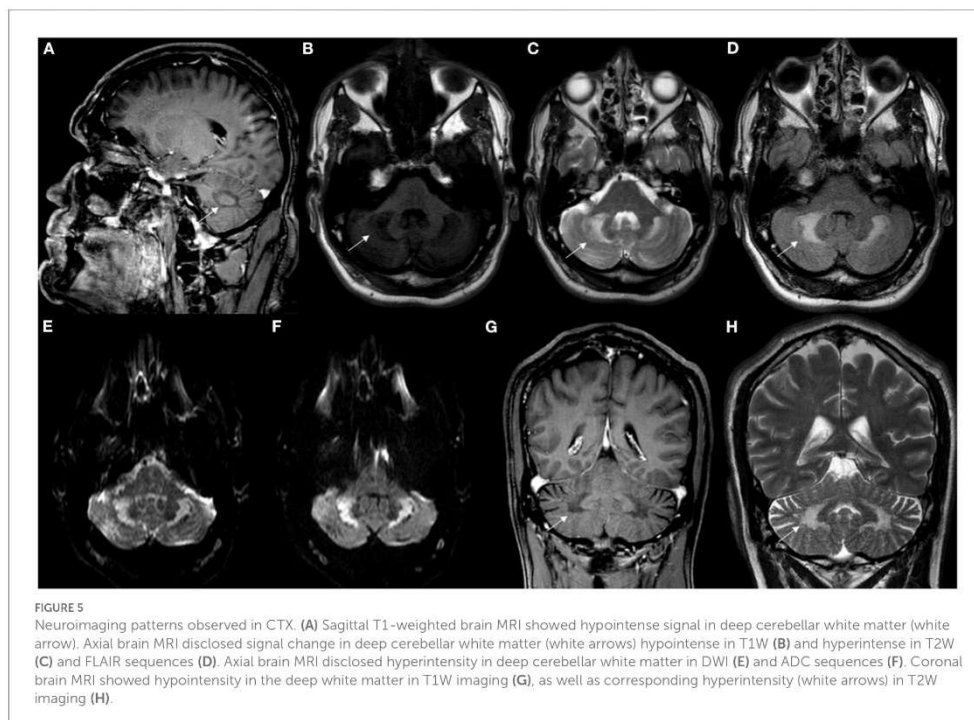 A
B
C
D
E
F
G
H
FIGURE 5
Neuroimaging patterns observed in CTX. (A) Sagittal T1-weighted brain MRI showed hypointense signal in deep cerebellar white matter (white
arrow). Axial brain MRI disclosed signal change in deep cerebellar white matter (white arrows) hypointense in T1W (B) and hyperintense in T2W
(C) and FLAIR sequences (D). Axial brain MRI disclosed hyperintensity in deep cerebellar white matter in DWI (E) and ADC sequences (F). Coronal
brain MRI showed hypointensity in the deep white matter in T1W imaging (G), as well as corresponding hyperintensity (white arrows) in T2W
imaging (H).